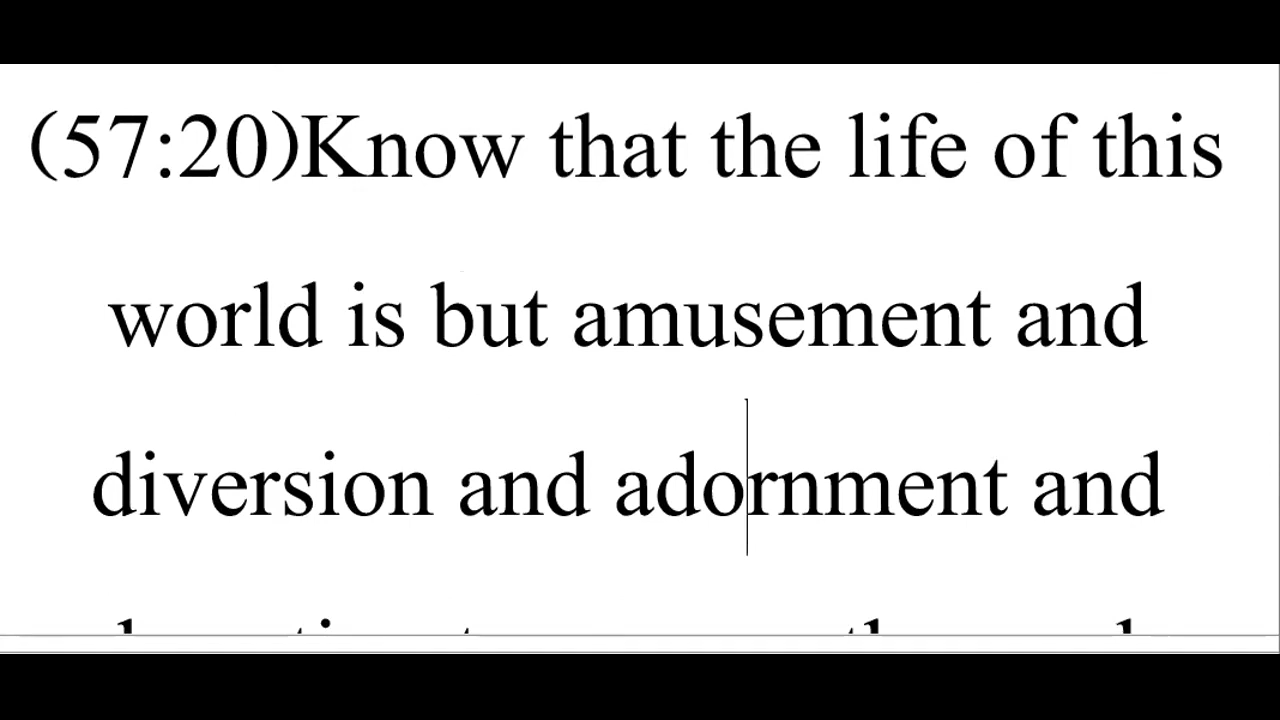 (57:20)Know that the life of this
world is but amusement and
diversion and adornment and